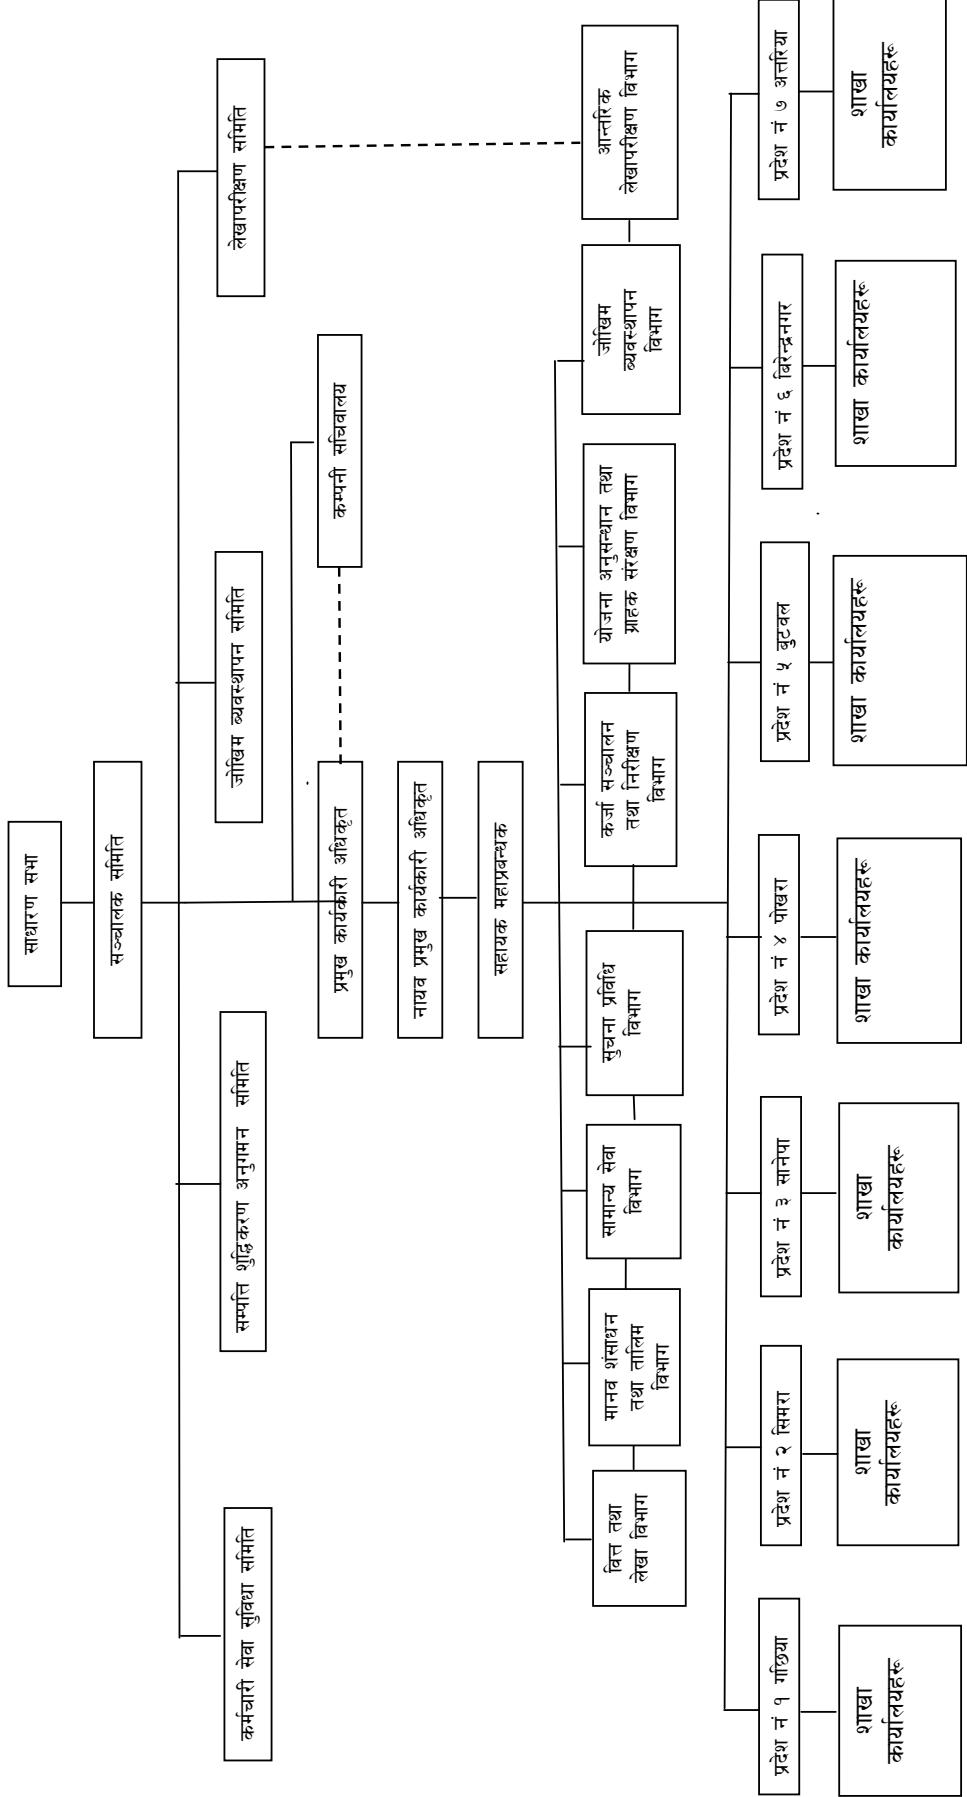 साधारण सभा
सञ्चालक समिति
कर्मचारी सेवा सुविधा समिति
सम्पत्ति शुद्धिकरण अनुगमन समिति
जोखिम ब्यवस्थापन समिति
लेखापरीक्षण समिति
कम्पनी सचिवालय
प्रमुख कार्यकारी अधिकृत
नायव प्रमुख कार्यकारी अधिकृत
सहायक महाप्रबन्धक
वित्त तथा
लेखा विभाग
मानव शंसाधन
तथा तालिम
विभाग
सामान्य सेवा
विभाग
सुचना प्रविधि
विभाग
कर्जा सञ्चालन
तथा निरीक्षण
विभाग
योजना अनुसन्धान तथा
ग्राहक संरक्षण विभाग
जोखिम
ब्यवस्थापन
विभाग
आन्तरिक
लेखापरीक्षण विभाग
प्रदेश नं १ गछिया
प्रदेश नं २ सिमरा
प्रदेश नं ३ सानेपा
प्रदेश नं ४ पोखरा
प्रदेश नं ५ बुटवल
प्रदेश नं ६ बिरेन्द्रनगर
प्रदेश नं ७ अत्तरिया
शाखा
कार्यालयहरू
शाखा
कार्यालयहरू
शाखा
कार्यालयहरू
शाखा कार्यालयहरू
शाखा कार्यालयहरू
शाखा कार्यालयहरू
शाखा
कार्यालयहरू